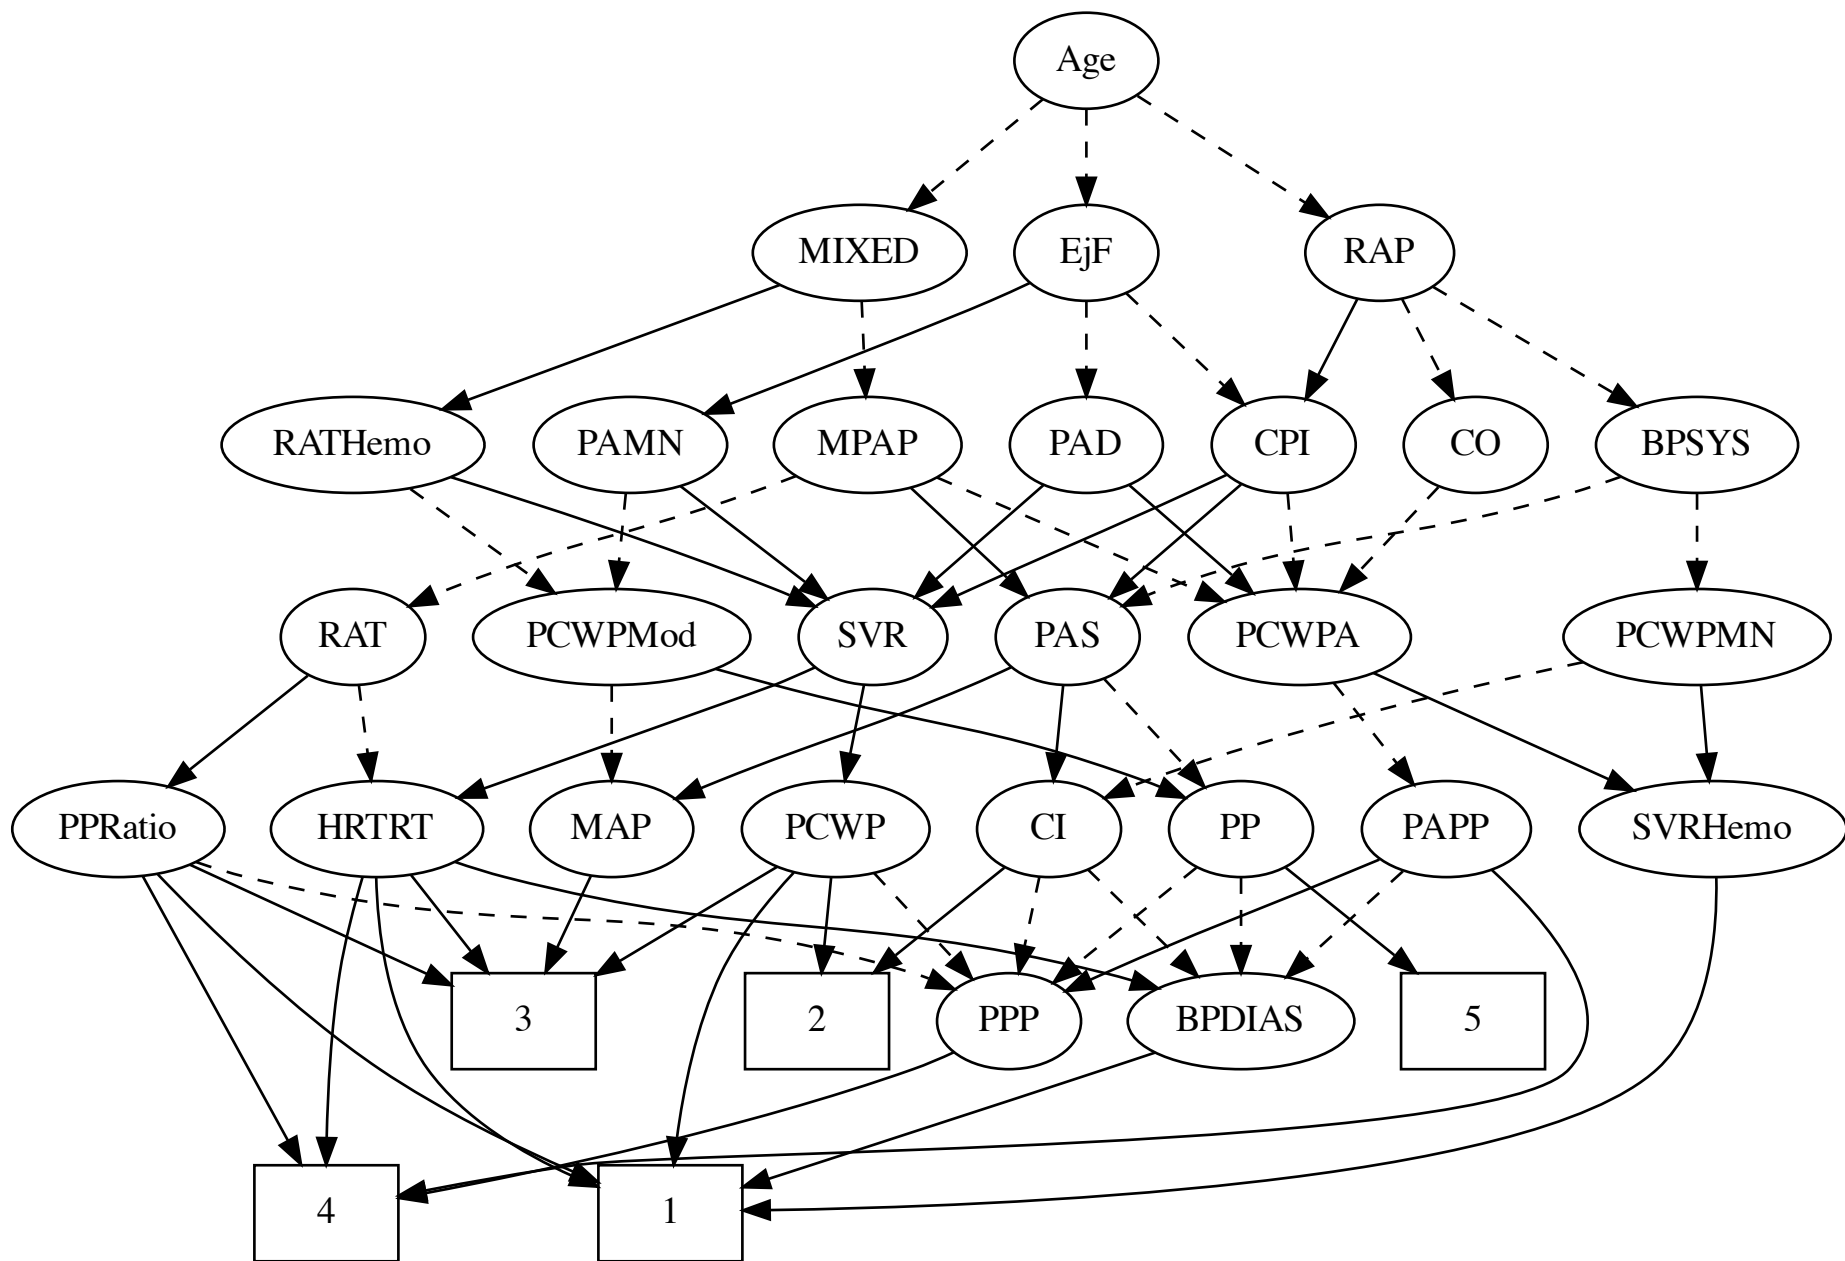 Age
MIXED
EjF
RAP
RATHemo
PAMN
MPAP
PAD
CPI
CO
BPSYS
RAT
PCWPMod
SVR
PAS
PCWPA
PCWPMN
PPRatio
HRTRT
MAP
PCWP
CI
PP
PAPP
SVRHemo
3
2
PPP
BPDIAS
5
4
1